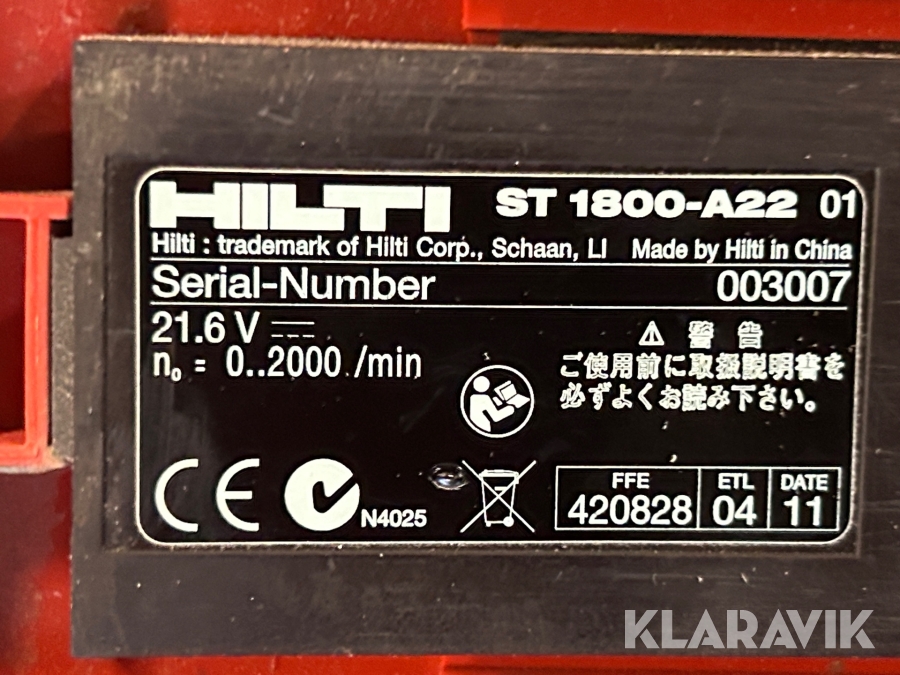 HILTI ST 1800-A22 01
Hilti : trademark of Hilti Corp., Schaan, LI Made by Hilti in China
Serial-Number 003007
21.6 V
n₀ = 0..2000 /min
⚠ 警告
ご使用前に取扱説明書を
必ずよくお読み下さい。
CE N4025
FFE ETL DATE
420828 04 11
KLARAVIK